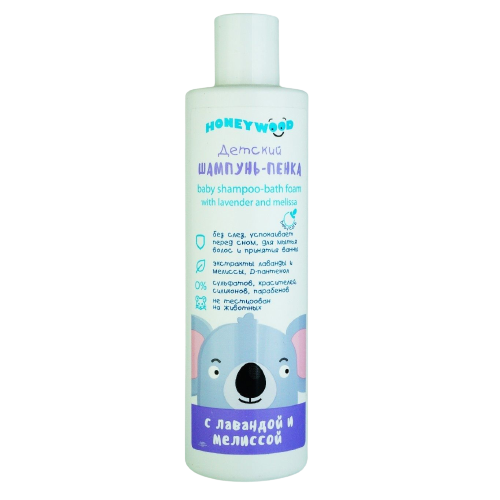 HONEYWOOD
Детский
ШАМПУНЬ-ПЕНКА
baby shampoo-bath foam
with lavender and melissa
без слез, успокаивает
перед сном, для мытья
волос и принятия ванны
экстракты лаванды и
мелиссы, D-пантенол
0% сульфатов, красителей,
силиконов, парабенов
не тестирован
на животных
с лавандой и
мелиссой